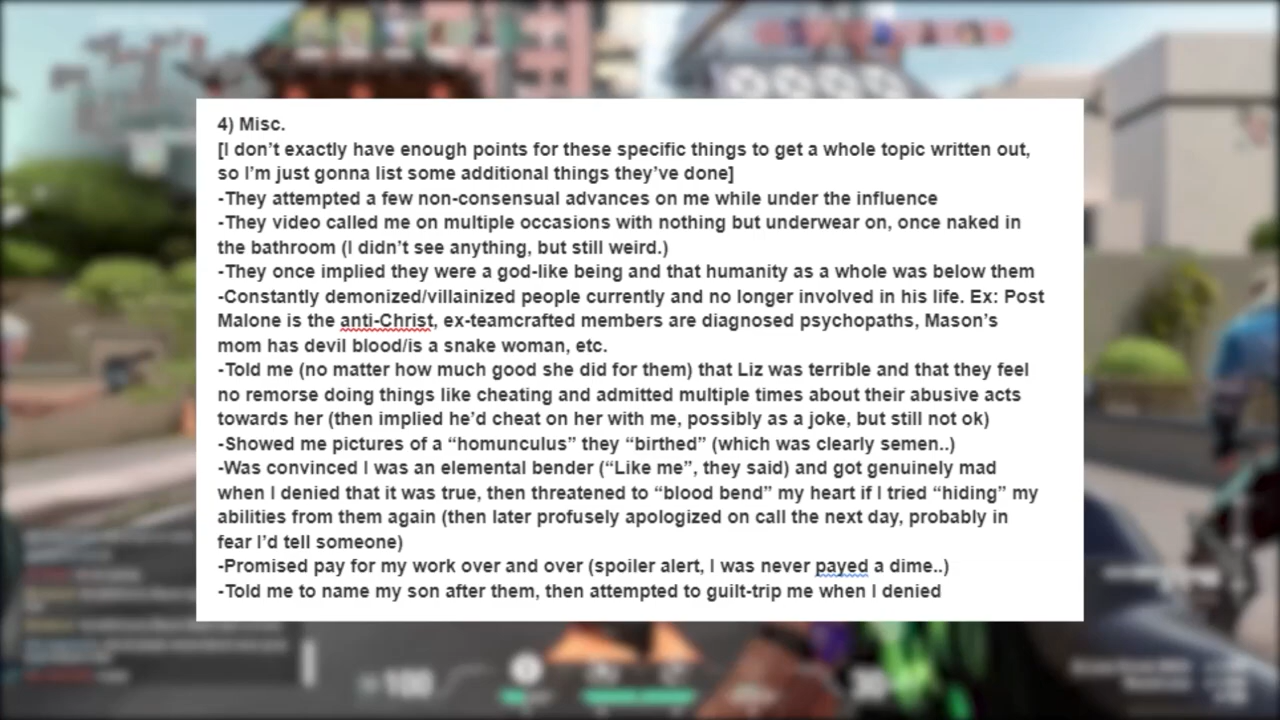 4) Misc.
[I don’t exactly have enough points for these specific things to get a whole topic written out,
so I’m just gonna list some additional things they’ve done]
-They attempted a few non-consensual advances on me while under the influence
-They video called me on multiple occasions with nothing but underwear on, once naked in
the bathroom (I didn’t see anything, but still weird.)
-They once implied they were a god-like being and that humanity as a whole was below them
-Constantly demonized/villainized people currently and no longer involved in his life. Ex: Post
Malone is the anti-Christ, ex-teamcrafted members are diagnosed psychopaths, Mason’s
mom has devil blood/is a snake woman, etc.
-Told me (no matter how much good she did for them) that Liz was terrible and that they feel
no remorse doing things like cheating and admitted multiple times about their abusive acts
towards her (then implied he’d cheat on her with me, possibly as a joke, but still not ok)
-Showed me pictures of a “homunculus” they “birthed” (which was clearly semen..)
-Was convinced I was an elemental bender (“Like me”, they said) and got genuinely mad
when I denied that it was true, then threatened to “blood bend” my heart if I tried “hiding” my
abilities from them again (then later profusely apologized on call the next day, probably in
fear I’d tell someone)
-Promised pay for my work over and over (spoiler alert, I was never payed a dime..)
-Told me to name my son after them, then attempted to guilt-trip me when I denied
100